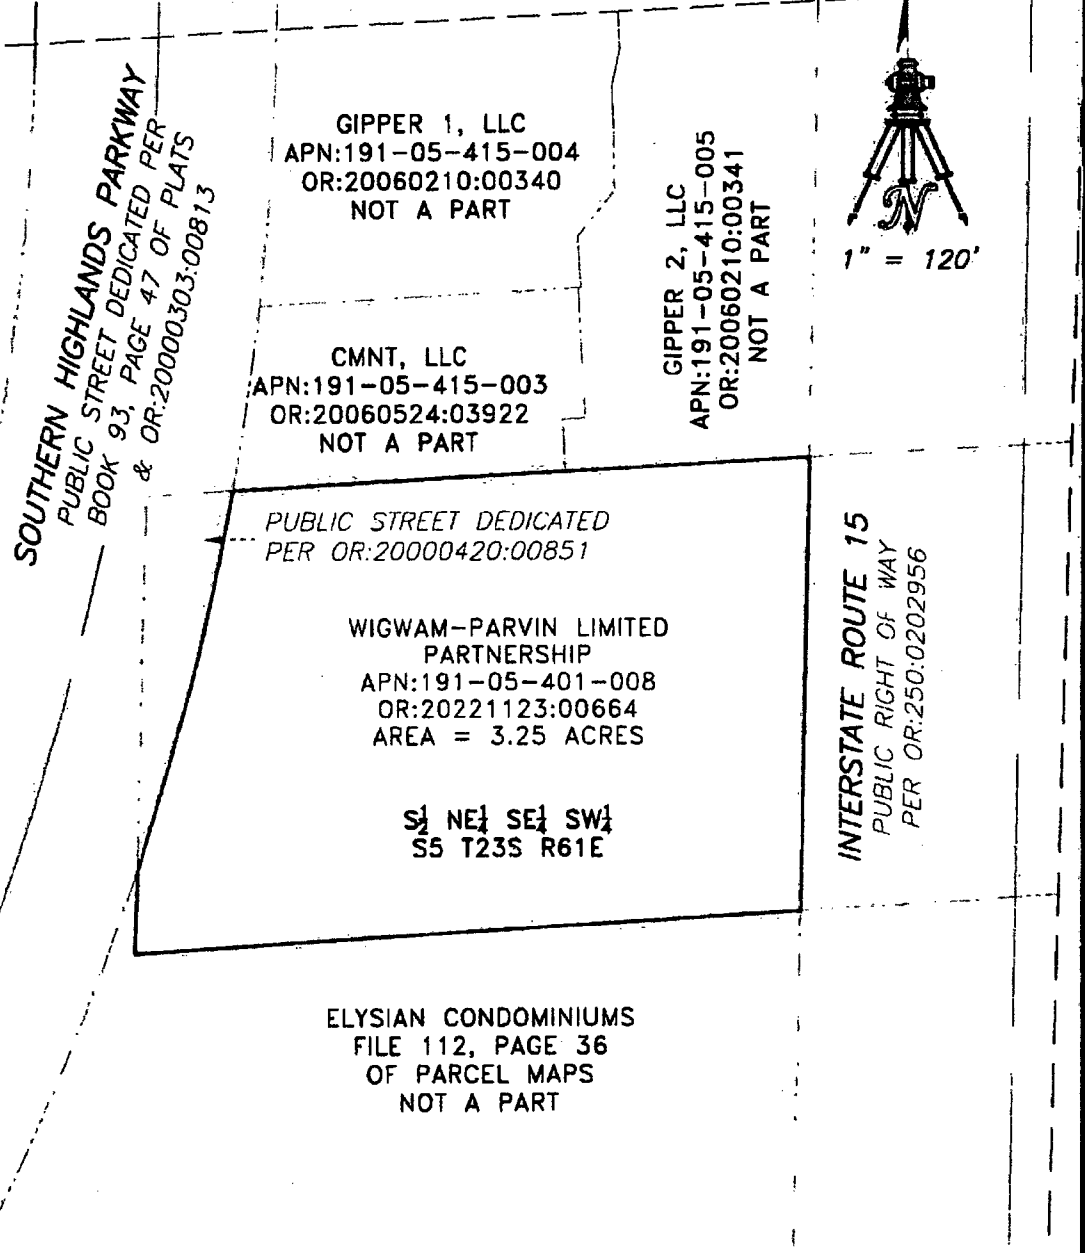 GIPPER 1, LLC
APN:191-05-415-004
OR:20060210:00340
NOT A PART
GIPPER 2, LLC
APN:191-05-415-005
OR:20060210:00341
NOT A PART
N
1" = 120'
SOUTHERN HIGHLANDS PARKWAY
PUBLIC STREET DEDICATED PER
BOOK 93, PAGE 47 OF PLATS
& OR:20000303:00813
CMNT, LLC
APN:191-05-415-003
OR:20060524:03922
NOT A PART
PUBLIC STREET DEDICATED
PER OR:20000420:00851
WIGWAM-PARVIN LIMITED
PARTNERSHIP
APN:191-05-401-008
OR:20221123:00664
AREA = 3.25 ACRES
S½ NE¼ SE¼ SW¼
S5 T23S R61E
INTERSTATE ROUTE 15
PUBLIC RIGHT OF WAY
PER OR:250:0202956
ELYSIAN CONDOMINIUMS
FILE 112, PAGE 36
OF PARCEL MAPS
NOT A PART